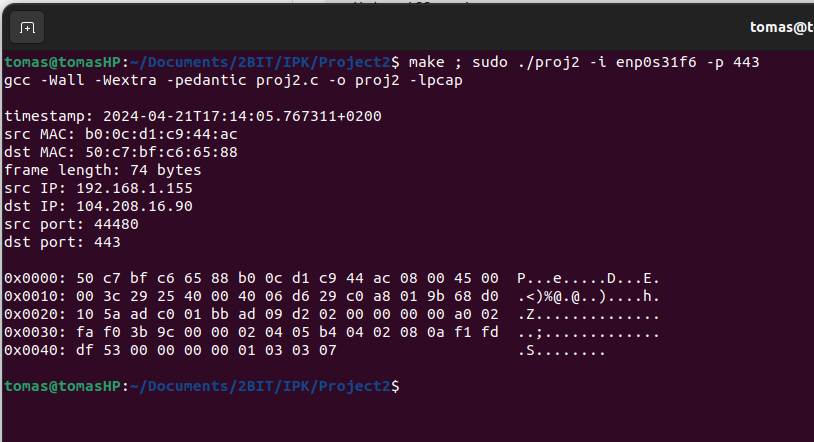 tomas@t
tomas@tomasHP:~/Documents/2BIT/IPK/Project2$ make ; sudo ./proj2 -i enp0s31f6 -p 443
gcc -Wall -Wextra -pedantic proj2.c -o proj2 -lpcap
timestamp: 2024-04-21T17:14:05.767311+0200
src MAC: b0:0c:d1:c9:44:ac
dst MAC: 50:c7:bf:c6:65:88
frame length: 74 bytes
src IP: 192.168.1.155
dst IP: 104.208.16.90
src port: 44480
dst port: 443
0x0000: 50 c7 bf c6 65 88 b0 0c d1 c9 44 ac 08 00 45 00  P...e.....D...E.
0x0010: 00 3c 29 25 40 00 40 06 d6 29 c0 a8 01 9b 68 d0  .<)%@.@..)....h.
0x0020: 10 5a ad c0 01 bb ad 09 d2 02 00 00 00 00 a0 02  .Z..............
0x0030: fa f0 3b 9c 00 00 02 04 05 b4 04 02 08 0a f1 fd  ..;.............
0x0040: df 53 00 00 00 00 01 03 03 07                    .S........
tomas@tomasHP:~/Documents/2BIT/IPK/Project2$